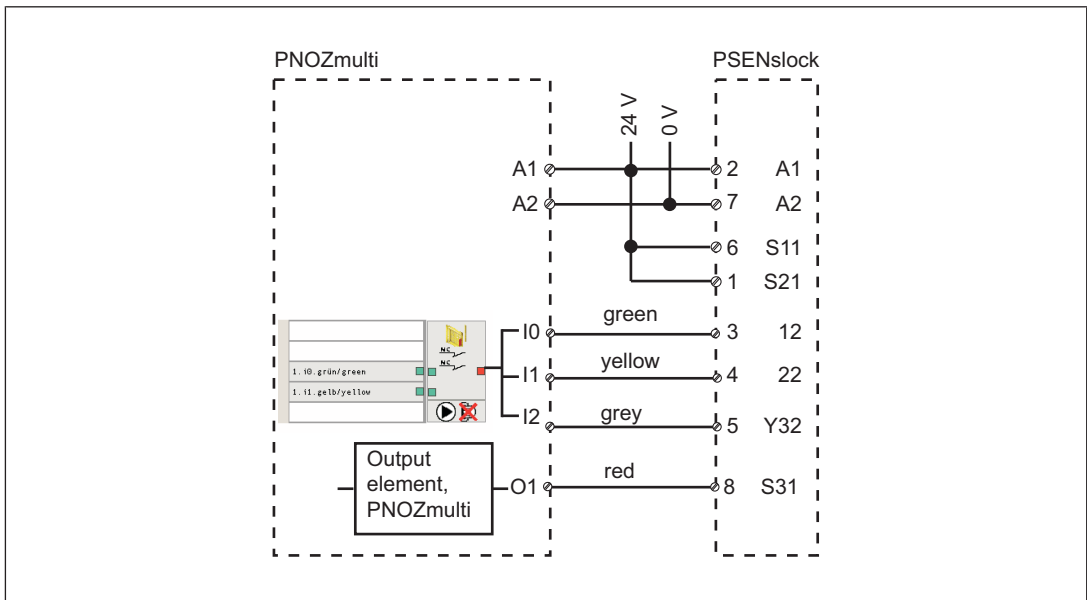 PNOZmulti
PSENslock
24 V
0 V
A1
2 A1
A2
7 A2
6 S11
1 S21
I0
green
3 12
NC
NC
1.i0.grün/green
1.i1.gelb/yellow
I1
yellow
4 22
I2
grey
5 Y32
Output
element,
PNOZmulti
O1
red
8 S31